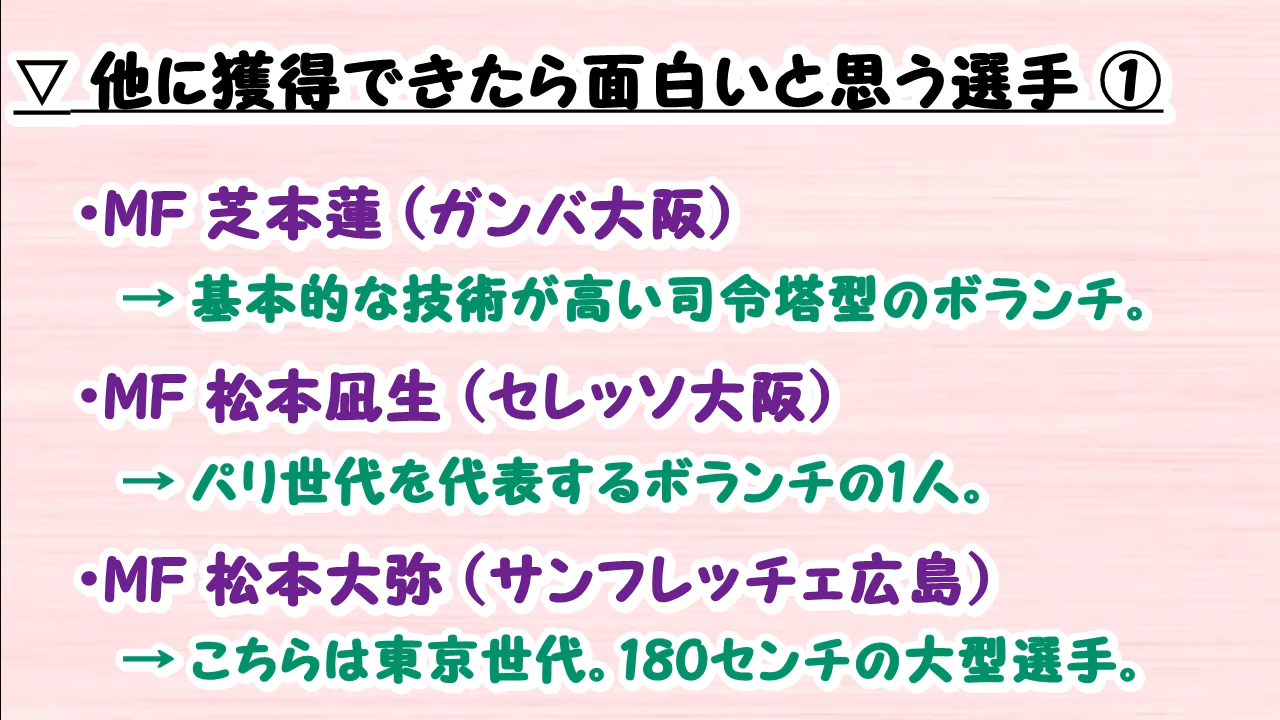 ▽ 他に獲得できたら面白いと思う選手 ①
・MF 芝本蓮（ガンバ大阪）
→ 基本的な技術が高い司令塔型のボランチ。
・MF 松本凪生（セレッソ大阪）
→ パリ世代を代表するボランチの1人。
・MF 松本大弥（サンフレッチェ広島）
→ こちらは東京世代。180センチの大型選手。